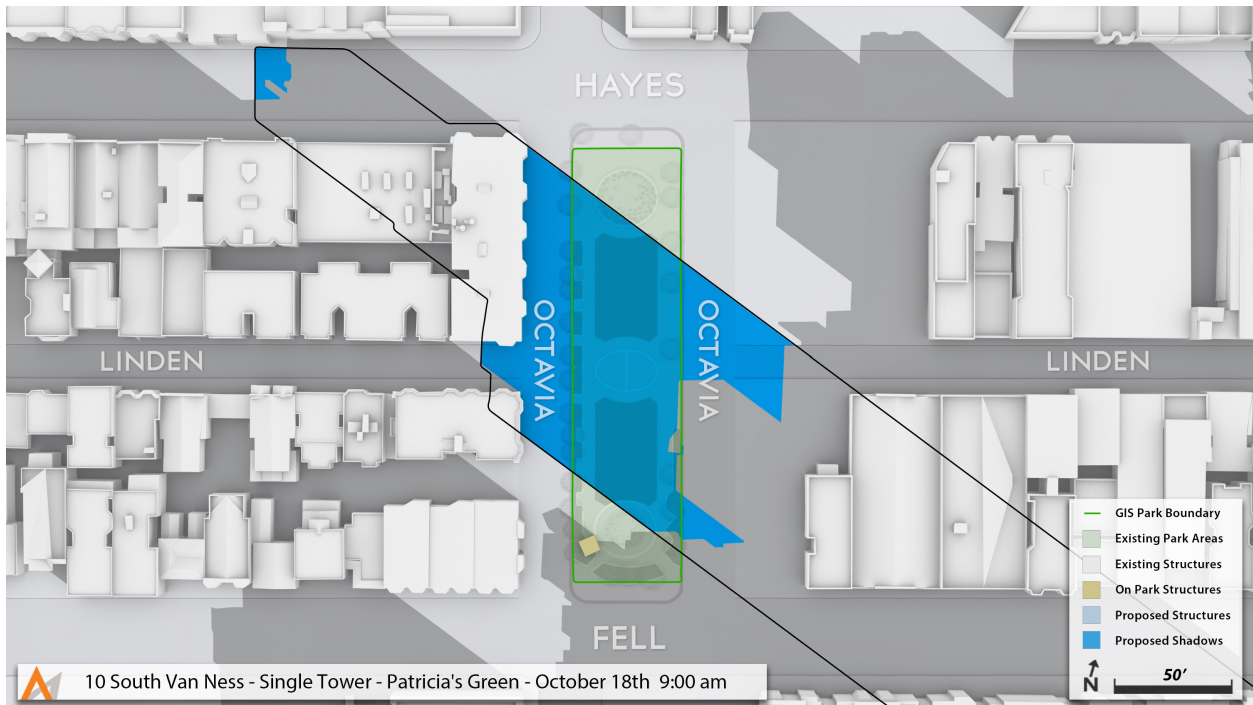 HAYES
OCTAVIA
OCTAVIA
LINDEN
LINDEN
FELL
GIS Park Boundary
Existing Park Areas
Existing Structures
On Park Structures
Proposed Structures
Proposed Shadows
N
50'
10 South Van Ness - Single Tower - Patricia's Green - October 18th 9:00 am